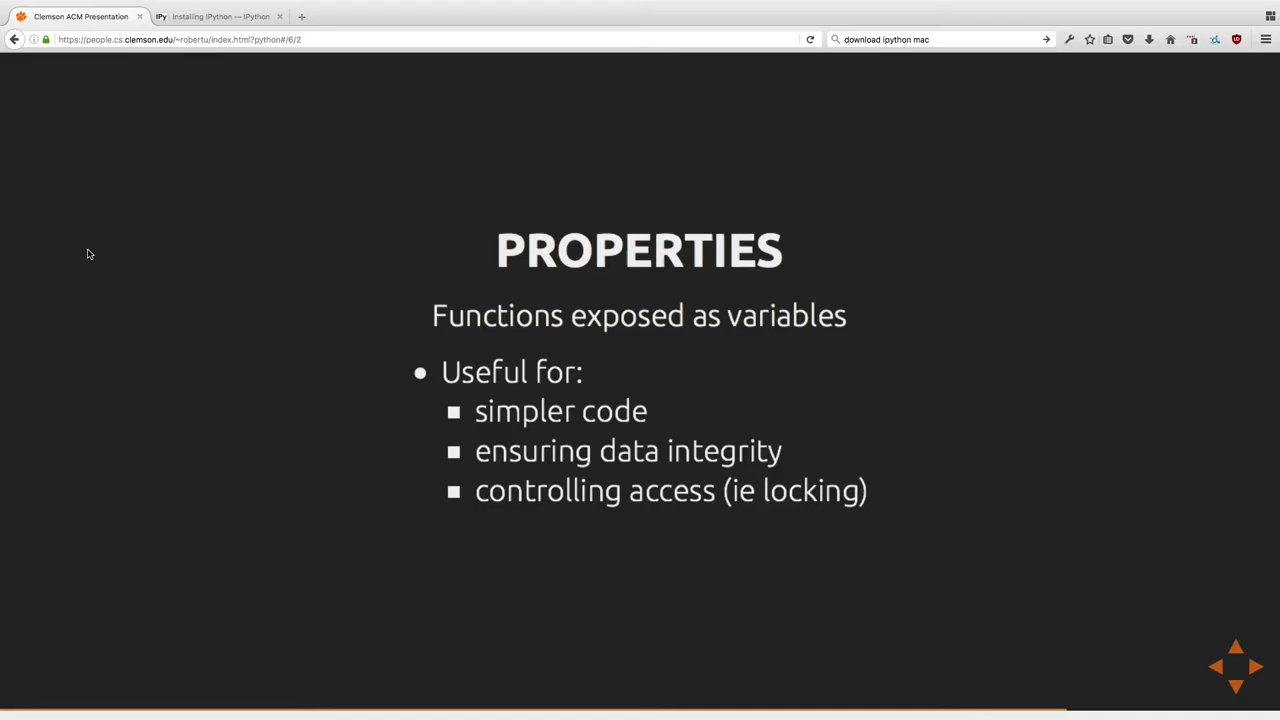 Clemson ACM Presentation
IPy Installing IPython — IPython
https://people.cs.clemson.edu/~robertu/index.html?python#/6/2
download ipython mac
PROPERTIES
Functions exposed as variables
Useful for:
simpler code
ensuring data integrity
controlling access (ie locking)